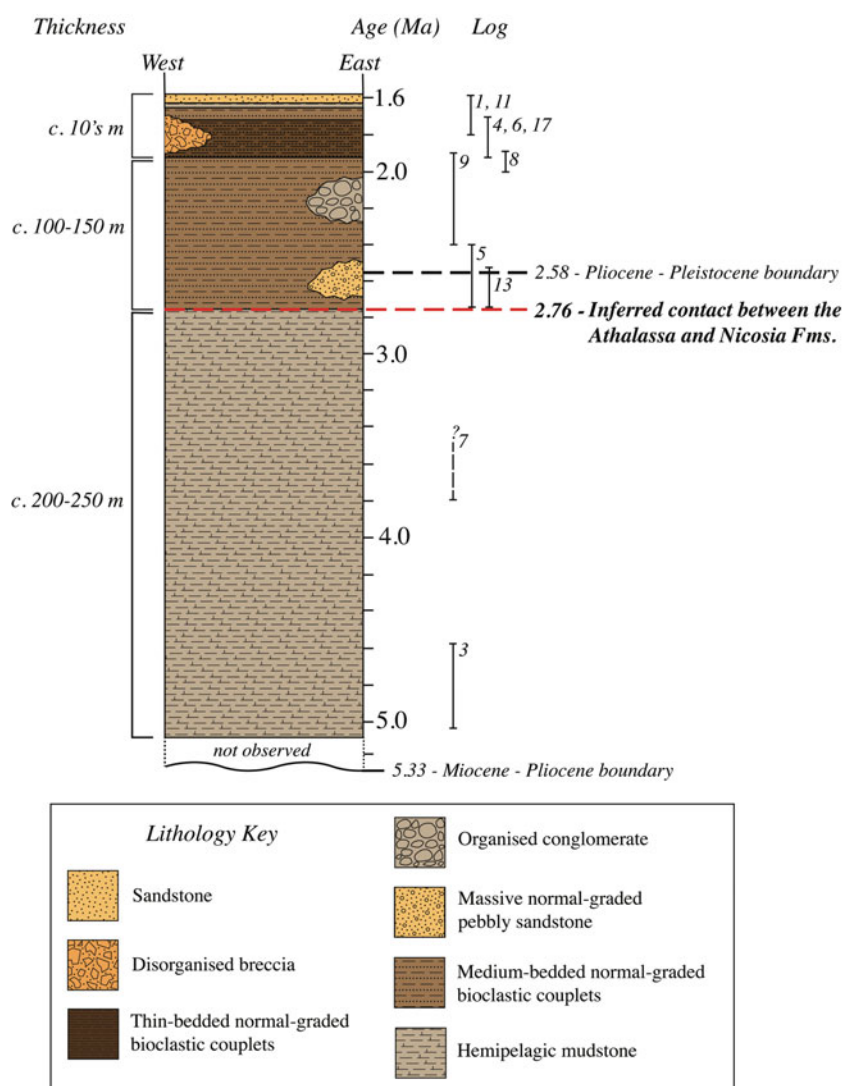 Thickness Age (Ma) Log
West East
1.6
1, 11
c. 10's m
4, 6, 17
8
9
2.0
c. 100-150 m
5
2.58 - Pliocene - Pleistocene boundary
13
2.76 - Inferred contact between the
Athalassa and Nicosia Fms.
3.0
?
7
c. 200-250 m
4.0
3
5.0
not observed
5.33 - Miocene - Pliocene boundary
Lithology Key
Sandstone
Disorganised breccia
Thin-bedded normal-graded
bioclastic couplets
Organised conglomerate
Massive normal-graded
pebbly sandstone
Medium-bedded normal-graded
bioclastic couplets
Hemipelagic mudstone